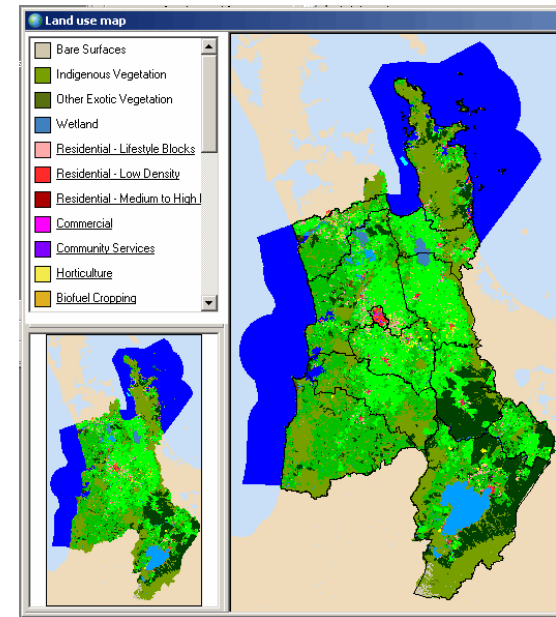 Land use map
Bare Surfaces
Indigenous Vegetation
Other Exotic Vegetation
Wetland
Residential - Lifestyle Blocks
Residential - Low Density
Residential - Medium to High
Commercial
Community Services
Horticulture
Biofuel Cropping